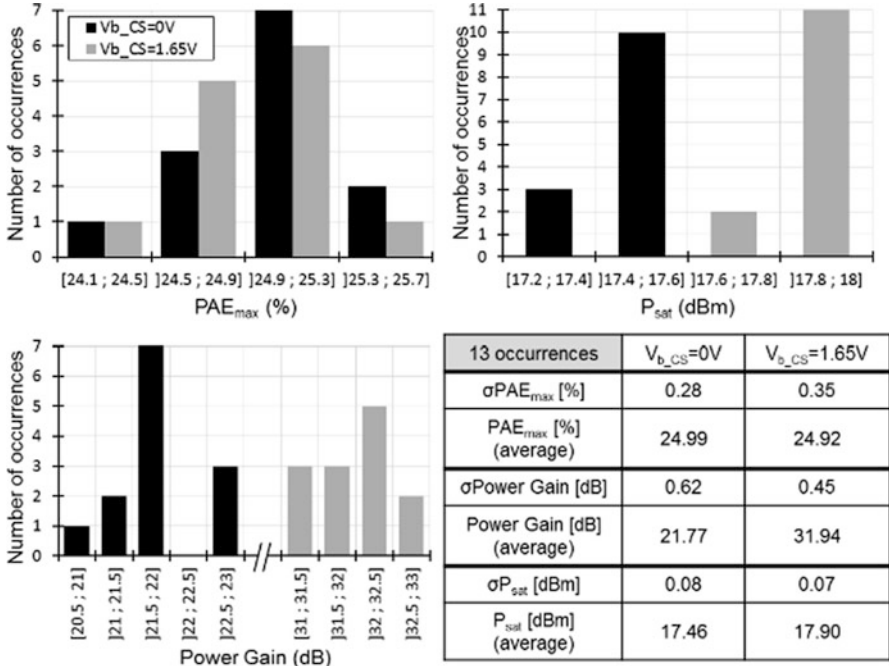 Number of occurrences
7
6
5
4
3
2
1
0
Vb_CS=0V
Vb_CS=1.65V
[24.1 ; 24.5] ]24.5 ; 24.9] ]24.9 ; 25.3] ]25.3 ; 25.7]
PAEmax (%)
Number of occurrences
11
10
9
8
7
6
5
4
3
2
1
0
[17.2 ; 17.4] ]17.4 ; 17.6] ]17.6 ; 17.8] ]17.8 ; 18]
Psat (dBm)
Number of occurrences
7
6
5
4
3
2
1
0
[20.5 ; 21]
]21 ; 21.5]
]21.5 ; 22]
]22 ; 22.5]
]22.5 ; 23]
[31 ; 31.5]
]31.5 ; 32]
]32 ; 32.5]
]32.5 ; 33]
Power Gain (dB)
13 occurrences Vb_CS=0V Vb_CS=1.65V
σPAEmax [%] 0.28 0.35
PAEmax [%]
(average) 24.99 24.92
σPower Gain [dB] 0.62 0.45
Power Gain [dB]
(average) 21.77 31.94
σPsat [dBm] 0.08 0.07
Psat [dBm]
(average) 17.46 17.90